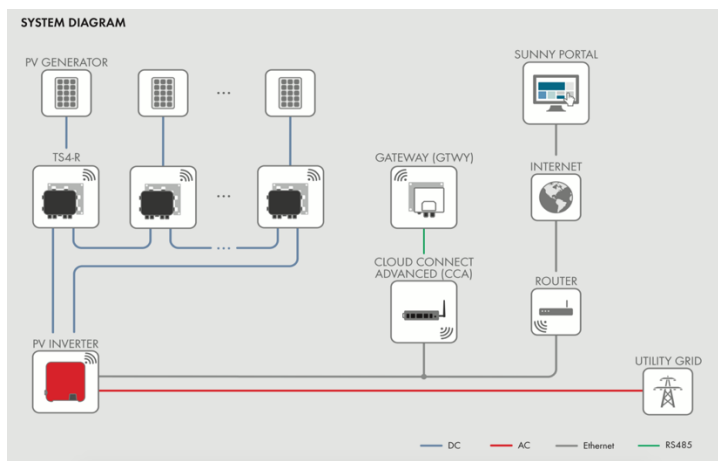 SYSTEM DIAGRAM
PV GENERATOR
...
SUNNY PORTAL
TS4-R
...
GATEWAY (GTWY)
INTERNET
...
CLOUD CONNECT
ADVANCED (CCA)
ROUTER
PV INVERTER
UTILITY GRID
DC
AC
Ethernet
RS485